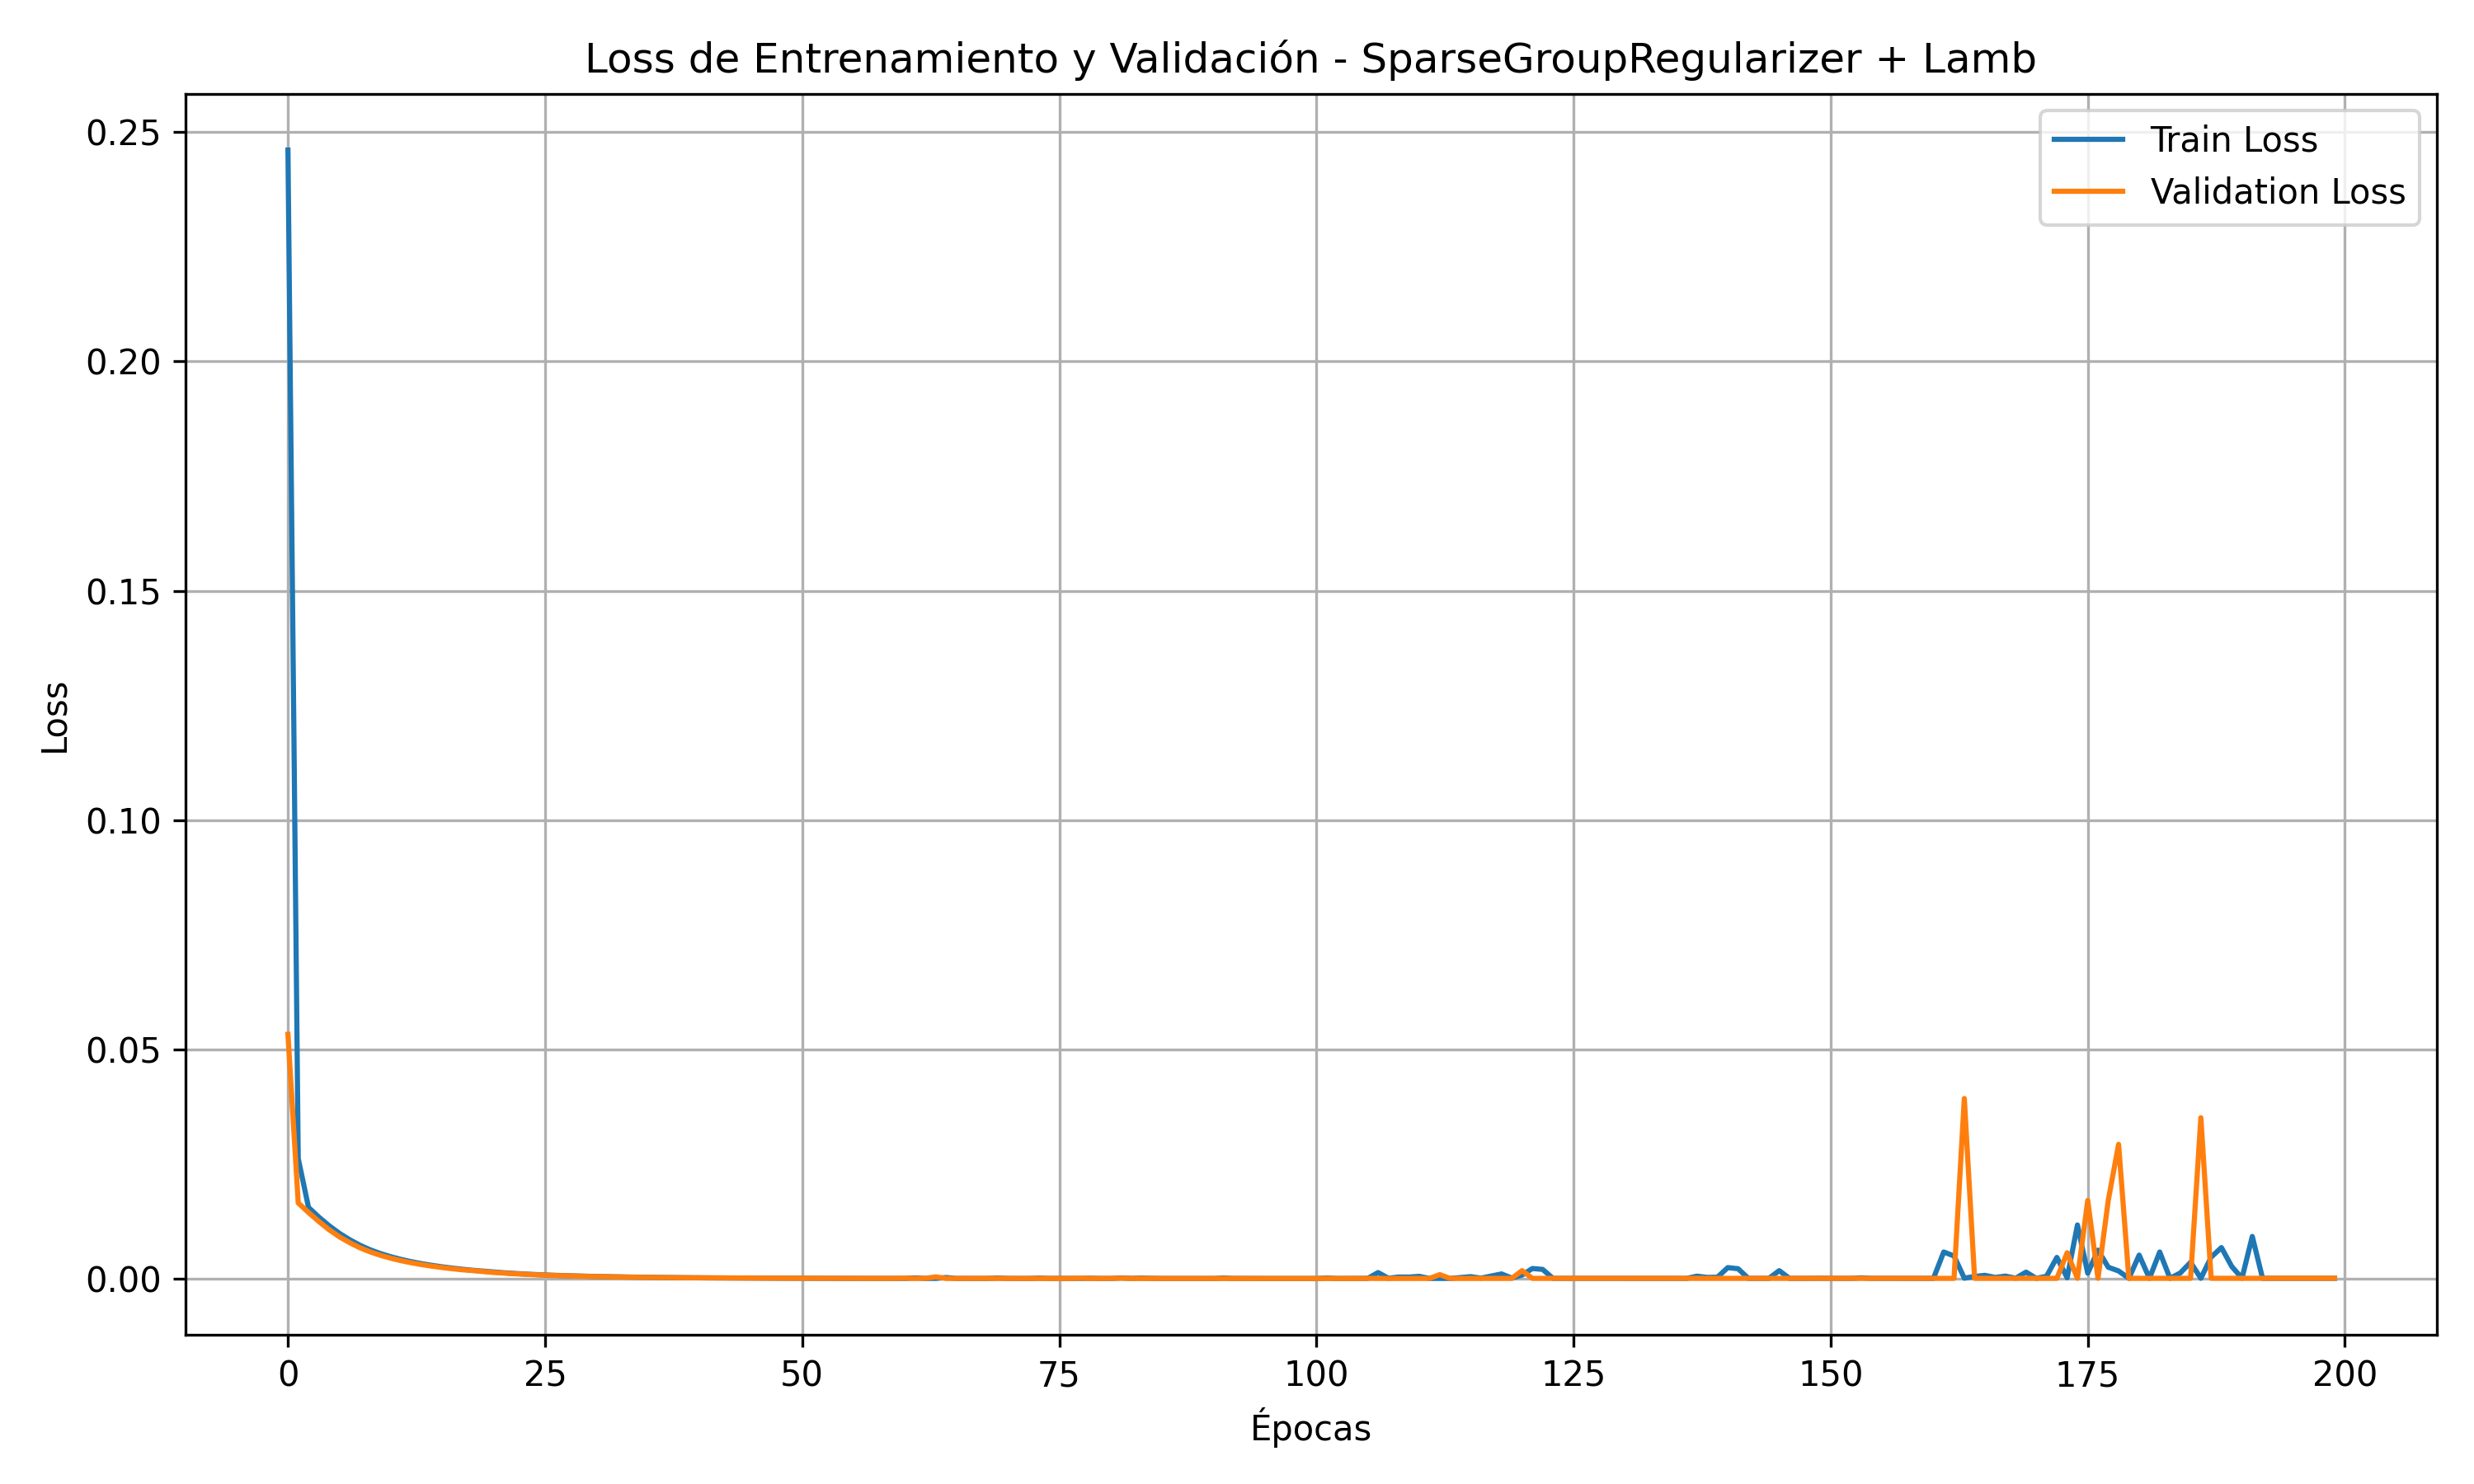 Loss de Entrenamiento y Validación - SparseGroupRegularizer + Lamb
Train Loss
Validation Loss
0.25
0.20
0.15
0.10
0.05
0.00
Loss
0 25 50 75 100 125 150 175 200
Épocas